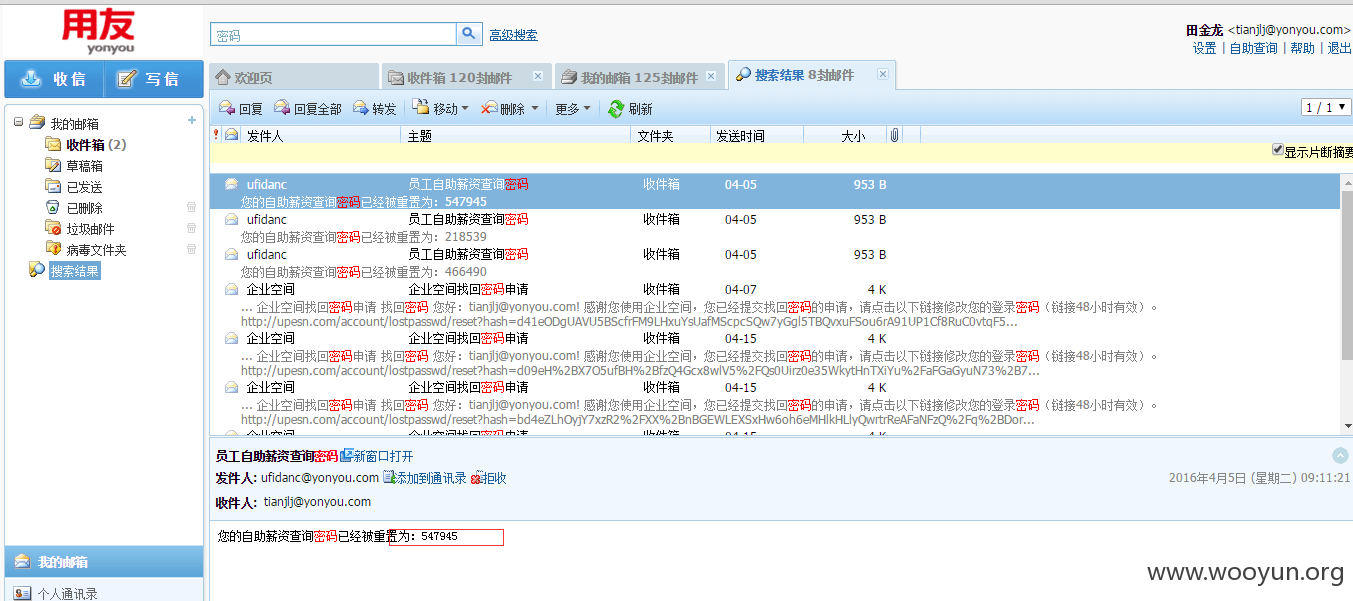 用友
yonyou
密码
高级搜索
田金龙 <tianjlj@yonyou.com>
设置 | 自助查询 | 帮助 | 退出
收信 写信
欢迎页 收件箱 120封邮件 我的邮箱 125封邮件 搜索结果 8封邮件
回复 回复全部 转发 移动 删除 更多 刷新 1 / 1
我的邮箱
收件箱 (2)
草稿箱
已发送
已删除
垃圾邮件
病毒文件夹
搜索结果
发件人 主题 文件夹 发送时间 大小
显示片断摘要
ufidanc 员工自助薪资查询密码 收件箱 04-05 953 B
您的自助薪资查询密码已经被重置为：547945
ufidanc 员工自助薪资查询密码 收件箱 04-05 953 B
您的自助薪资查询密码已经被重置为：218539
ufidanc 员工自助薪资查询密码 收件箱 04-05 953 B
您的自助薪资查询密码已经被重置为：466490
企业空间 企业空间找回密码申请 收件箱 04-07 4 K
... 企业空间找回密码申请 找回密码 您好：tianjlj@yonyou.com! 感谢您使用企业空间，您已经提交找回密码的申请，请点击以下链接修改您的登录密码（链接48小时有效）。
http://upesn.com/account/lostpasswd/reset?hash=d41eODgUAVU5BScfrFM9LHxuYsUafMScpcSQw7yGgl5TBQvxuFSou6rA91UP1Cf8RuC0vtqF5...
企业空间 企业空间找回密码申请 收件箱 04-15 4 K
... 企业空间找回密码申请 找回密码 您好：tianjlj@yonyou.com! 感谢您使用企业空间，您已经提交找回密码的申请，请点击以下链接修改您的登录密码（链接48小时有效）。
http://upesn.com/account/lostpasswd/reset?hash=d09eH%2BX7O5ufBH%2BfzQ4Gcx8wlV5%2FQs0Uirz0e35WkytHnTXiYu%2FaFGaGyuN73%2B7...
企业空间 企业空间找回密码申请 收件箱 04-15 4 K
... 企业空间找回密码申请 找回密码 您好：tianjlj@yonyou.com! 感谢您使用企业空间，您已经提交找回密码的申请，请点击以下链接修改您的登录密码（链接48小时有效）。
http://upesn.com/account/lostpasswd/reset?hash=bd4eZLhOyjY7xzR2%2FXX%2BnBGEWLEXSxHw6oh6eMHlkHLlyQwrtrReAFaNFzQ%2Fq%2BDor...
企业空间 企业空间找回密码申请 收件箱 04-15 4 K
员工自助薪资查询密码 新窗口打开
发件人: ufidanc@yonyou.com 添加到通讯录 拒收
2016年4月5日 (星期二) 09:11:21
收件人: tianjlj@yonyou.com
您的自助薪资查询密码已经被重置为：547945
我的邮箱
个人通讯录
www.wooyun.org